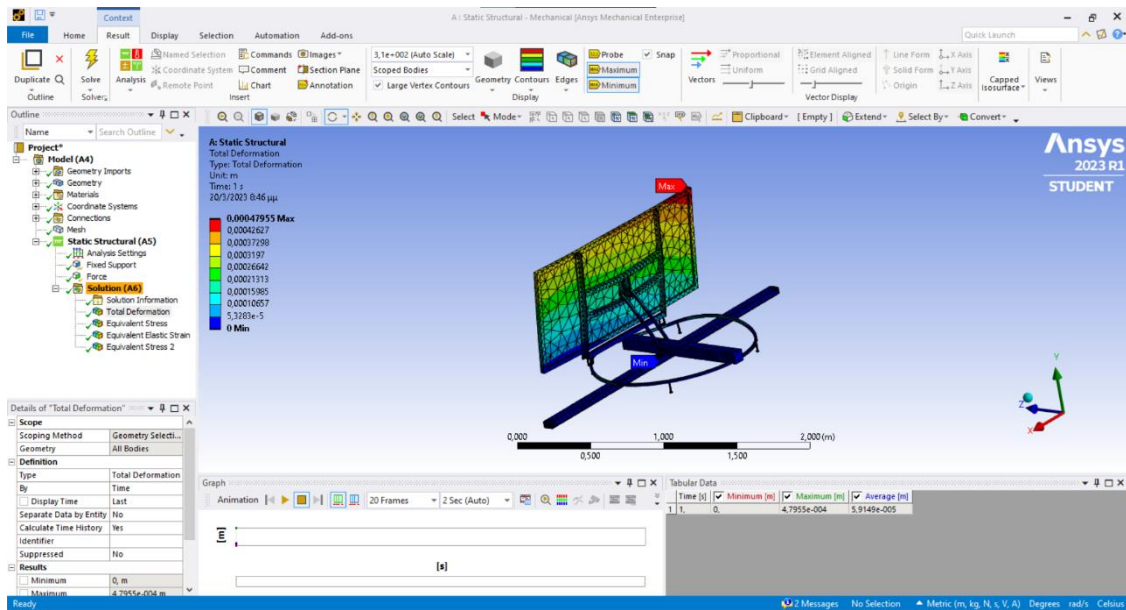 Context
A : Static Structural - Mechanical [Ansys Mechanical Enterprise]
File Home Result Display Selection Automation Add-ons
Quick Launch
Duplicate
Outline
Solve
Solver
Analysis
Named Selection
Coordinate System
Remote Point
Commands
Comment
Chart
Images
Section Plane
Annotation
Insert
3,1e+002 (Auto Scale)
Scoped Bodies
Large Vertex Contours
Geometry Contours Edges
Display
Probe
Maximum
Minimum
Snap
Vectors
Proportional
Uniform
Element Aligned
Grid Aligned
Line Form
Solid Form
Origin
X Axis
Y Axis
Z Axis
Vector Display
Capped Isosurface
Views
Outline
Name
Search Outline
Select Mode
Clipboard [ Empty ] Extend Select By Convert
Project*
Model (A4)
Geometry Imports
Geometry
Materials
Coordinate Systems
Connections
Mesh
Static Structural (A5)
Analysis Settings
Fixed Support
Force
Solution (A6)
Solution Information
Total Deformation
Equivalent Stress
Equivalent Elastic Strain
Equivalent Stress 2
A: Static Structural
Total Deformation
Type: Total Deformation
Unit: m
Time: 1 s
20/3/2023 8:46 μμ
0,00047955 Max
0,00042627
0,00037298
0,0003197
0,00026642
0,00021313
0,00015985
0,00010657
5,3283e-5
0 Min
Max
Min
Ansys
2023 R1
STUDENT
0,000 1,000 2,000 (m)
0,500 1,500
Y
Z
X
Details of "Total Deformation"
Scope
Scoping Method Geometry Selecti...
Geometry All Bodies
Definition
Type Total Deformation
By Time
Display Time Last
Separate Data by Entity No
Calculate Time History Yes
Identifier
Suppressed No
Results
Minimum 0, m
Maximum 4,7955e-004 m
Graph
Animation 20 Frames 2 Sec (Auto)
[m]
[s]
Tabular Data
Time [s] Minimum [m] Maximum [m] Average [m]
1 1, 0, 4,7955e-004 5,9149e-005
Ready
2 Messages No Selection Metric (m, kg, N, s, V, A) Degrees rad/s Celsius